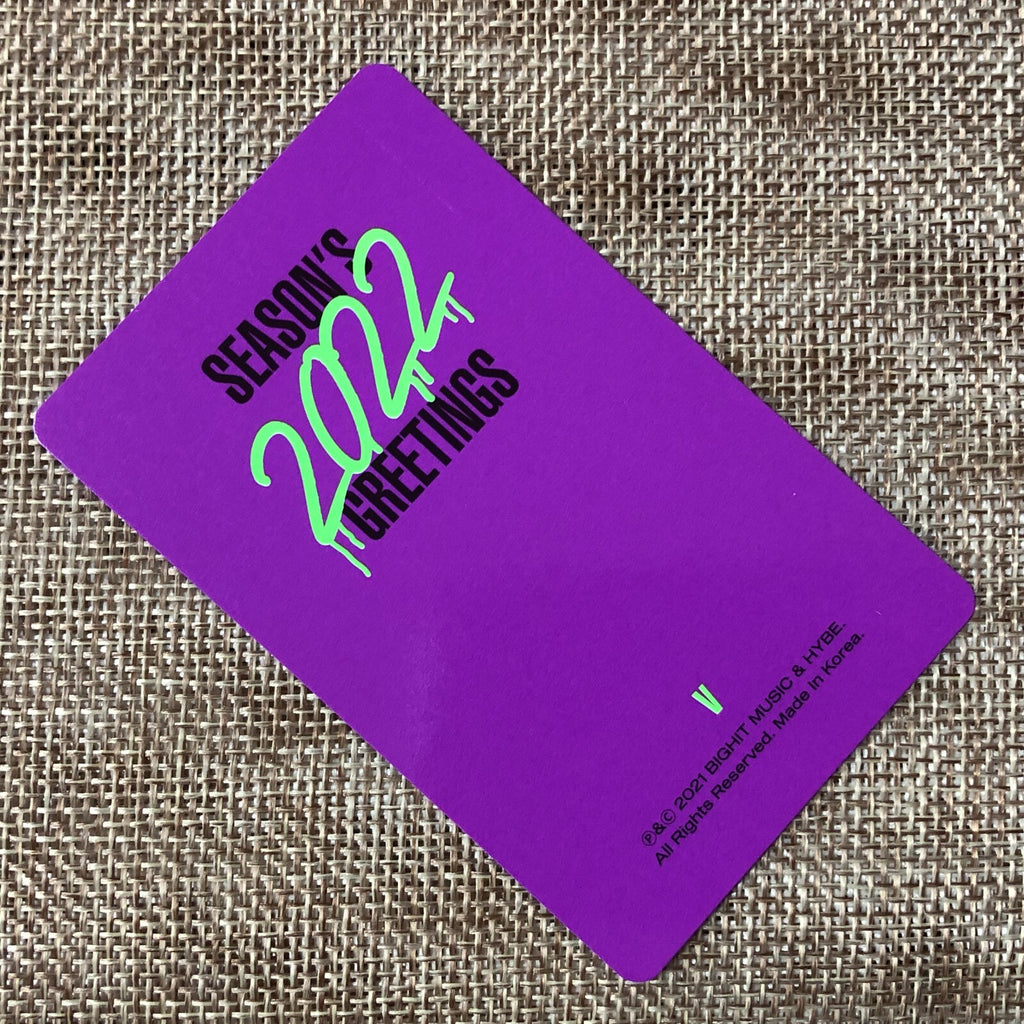 SEASON'S
2022
GREETINGS
V
℗&© 2021 BIGHIT MUSIC & HYBE.
All Rights Reserved. Made in Korea.